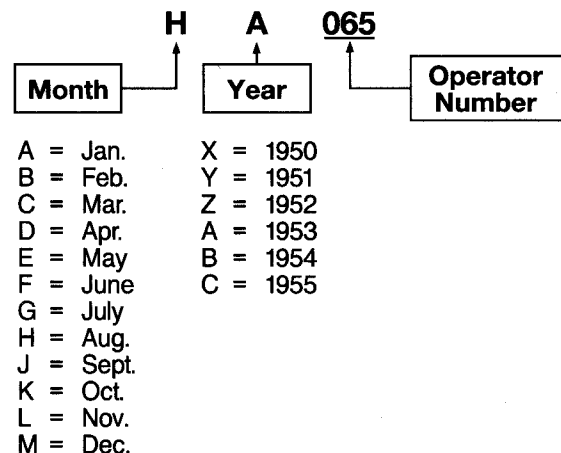 H A 065
Month Year Operator
Number
A = Jan. X = 1950
B = Feb. Y = 1951
C = Mar. Z = 1952
D = Apr. A = 1953
E = May B = 1954
F = June C = 1955
G = July
H = Aug.
J = Sept.
K = Oct.
L = Nov.
M = Dec.